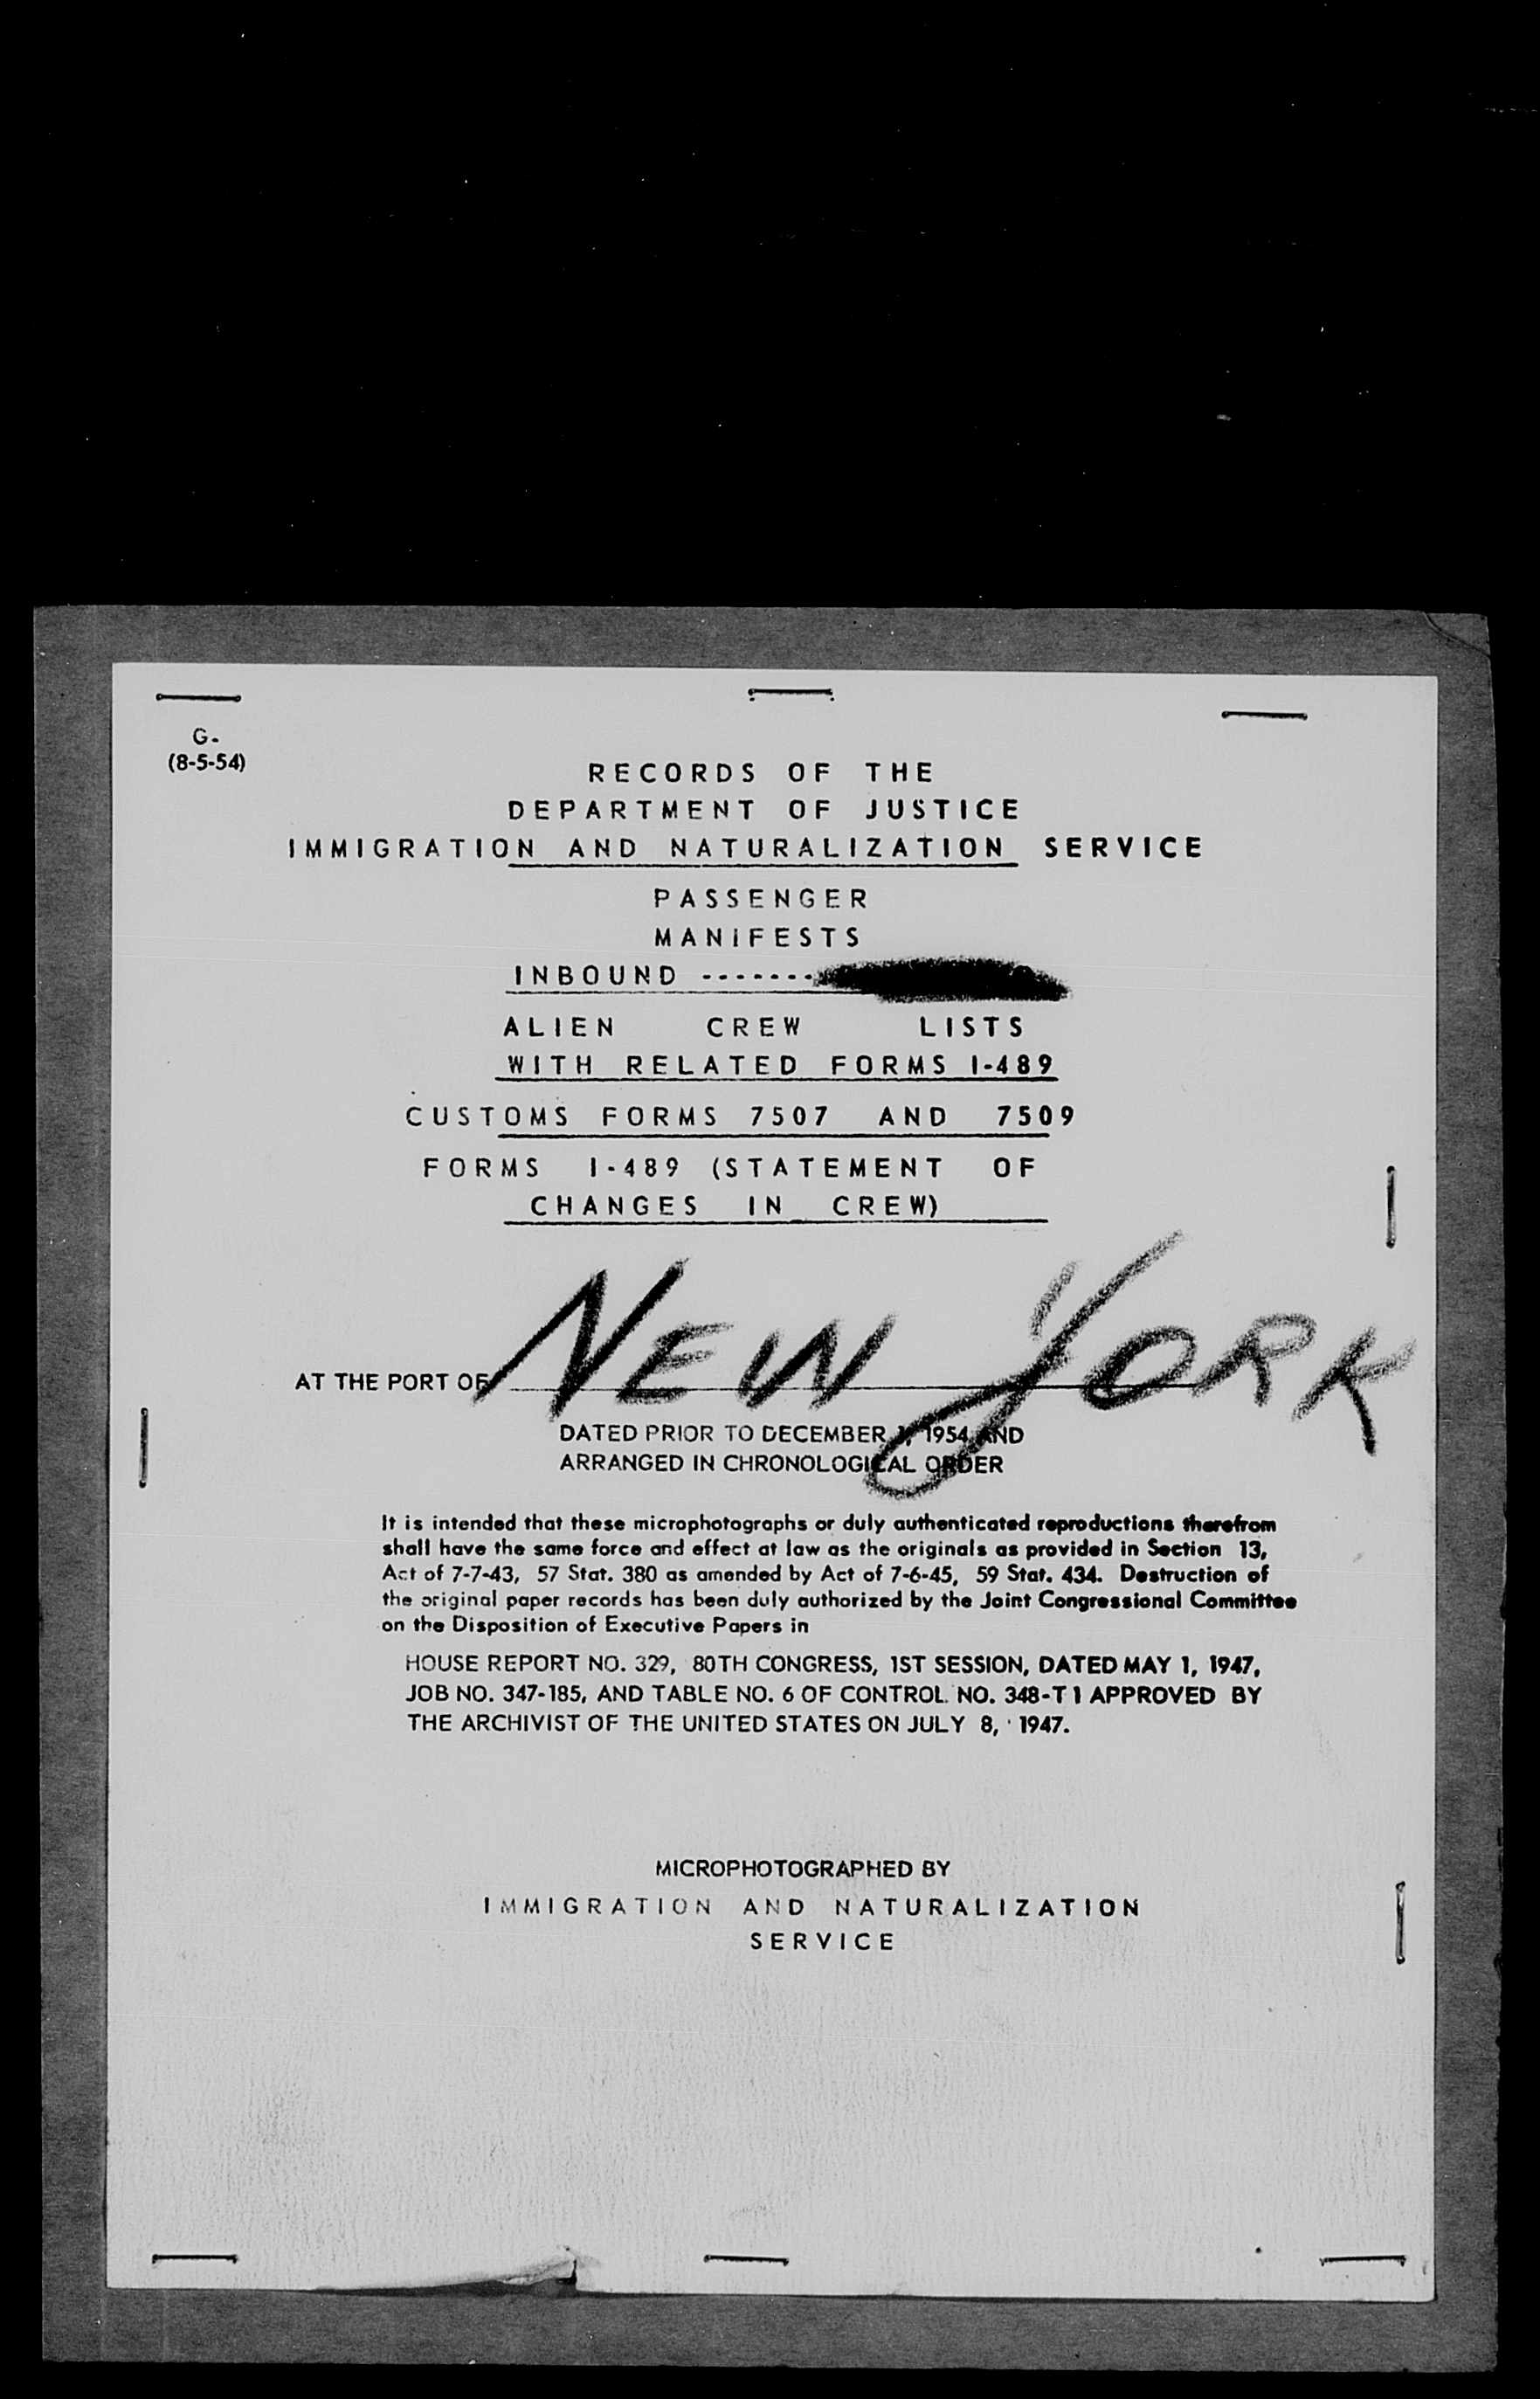 G-
(8-5-54)
RECORDS OF THE
DEPARTMENT OF JUSTICE
IMMIGRATION AND NATURALIZATION SERVICE
PASSENGER
MANIFESTS
INBOUND -------
ALIEN CREW LISTS
WITH RELATED FORMS I-489
CUSTOMS FORMS 7507 AND 7509
FORMS I-489 (STATEMENT OF
CHANGES IN CREW)
AT THE PORT OF NEW YORK
DATED PRIOR TO DECEMBER 1, 1954 AND
ARRANGED IN CHRONOLOGICAL ORDER
It is intended that these microphotographs or duly authenticated reproductions therefrom
shall have the same force and effect at law as the originals as provided in Section 13,
Act of 7-7-43, 57 Stat. 380 as amended by Act of 7-6-45, 59 Stat. 434. Destruction of
the original paper records has been duly authorized by the Joint Congressional Committee
on the Disposition of Executive Papers in
HOUSE REPORT NO. 329, 80TH CONGRESS, 1ST SESSION, DATED MAY 1, 1947,
JOB NO. 347-185, AND TABLE NO. 6 OF CONTROL NO. 348-T1 APPROVED BY
THE ARCHIVIST OF THE UNITED STATES ON JULY 8, 1947.
MICROPHOTOGRAPHED BY
IMMIGRATION AND NATURALIZATION
SERVICE